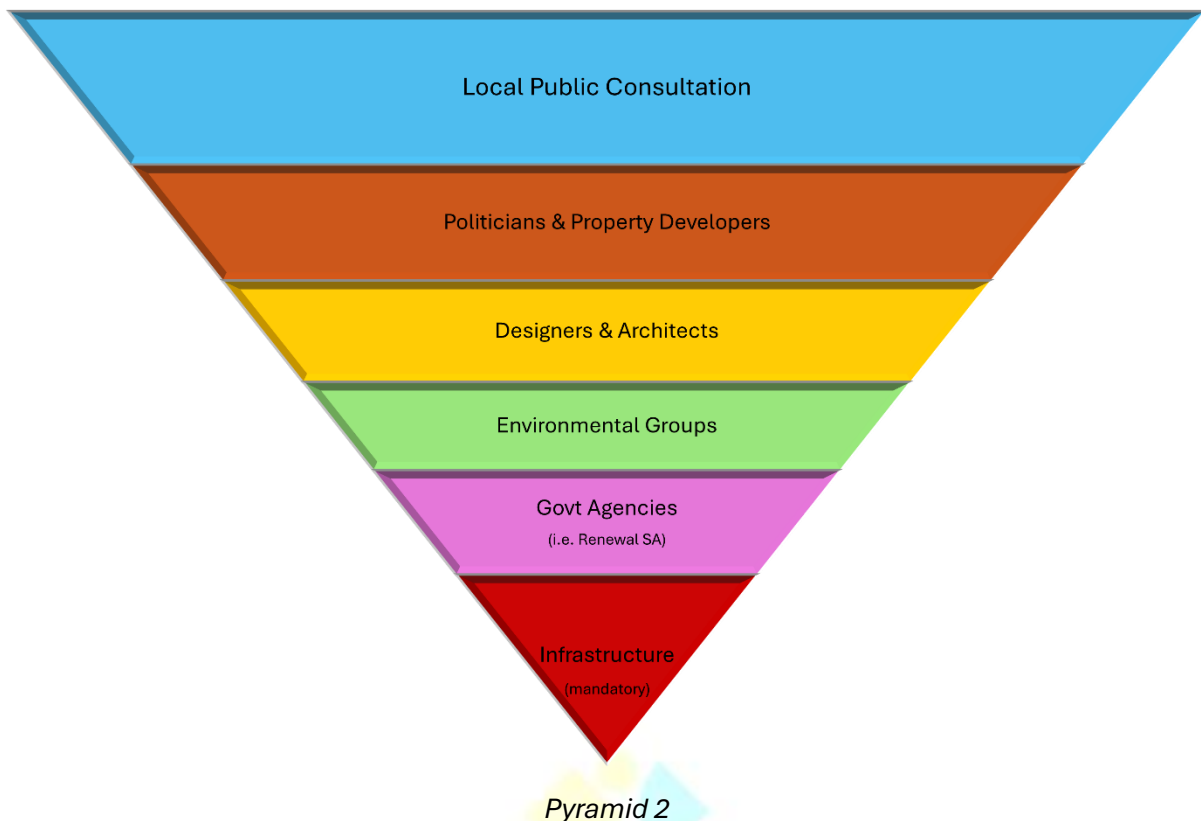 Local Public Consultation
Politicians & Property Developers
Designers & Architects
Environmental Groups
Govt Agencies
(i.e. Renewal SA)
Infrastructure
(mandatory)
Pyramid 2